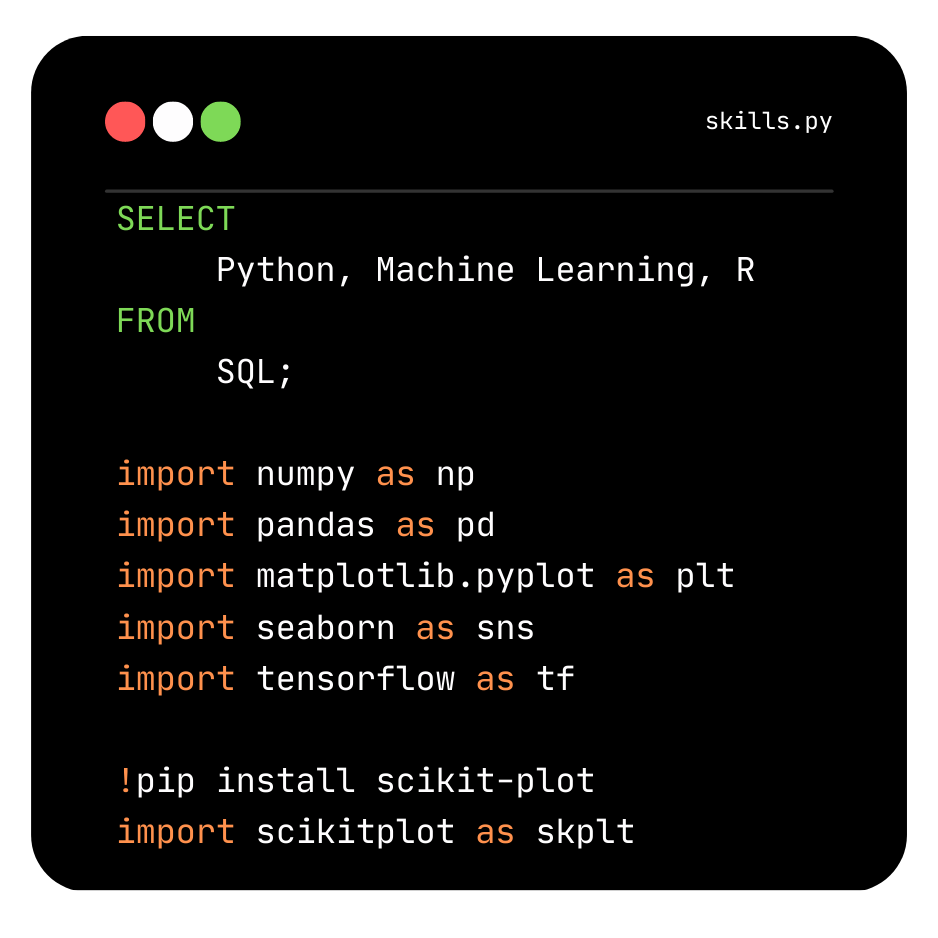 skills.py
SELECT
Python, Machine Learning, R
FROM
SQL;
import numpy as np
import pandas as pd
import matplotlib.pyplot as plt
import seaborn as sns
import tensorflow as tf
!pip install scikit-plot
import scikitplot as skplt